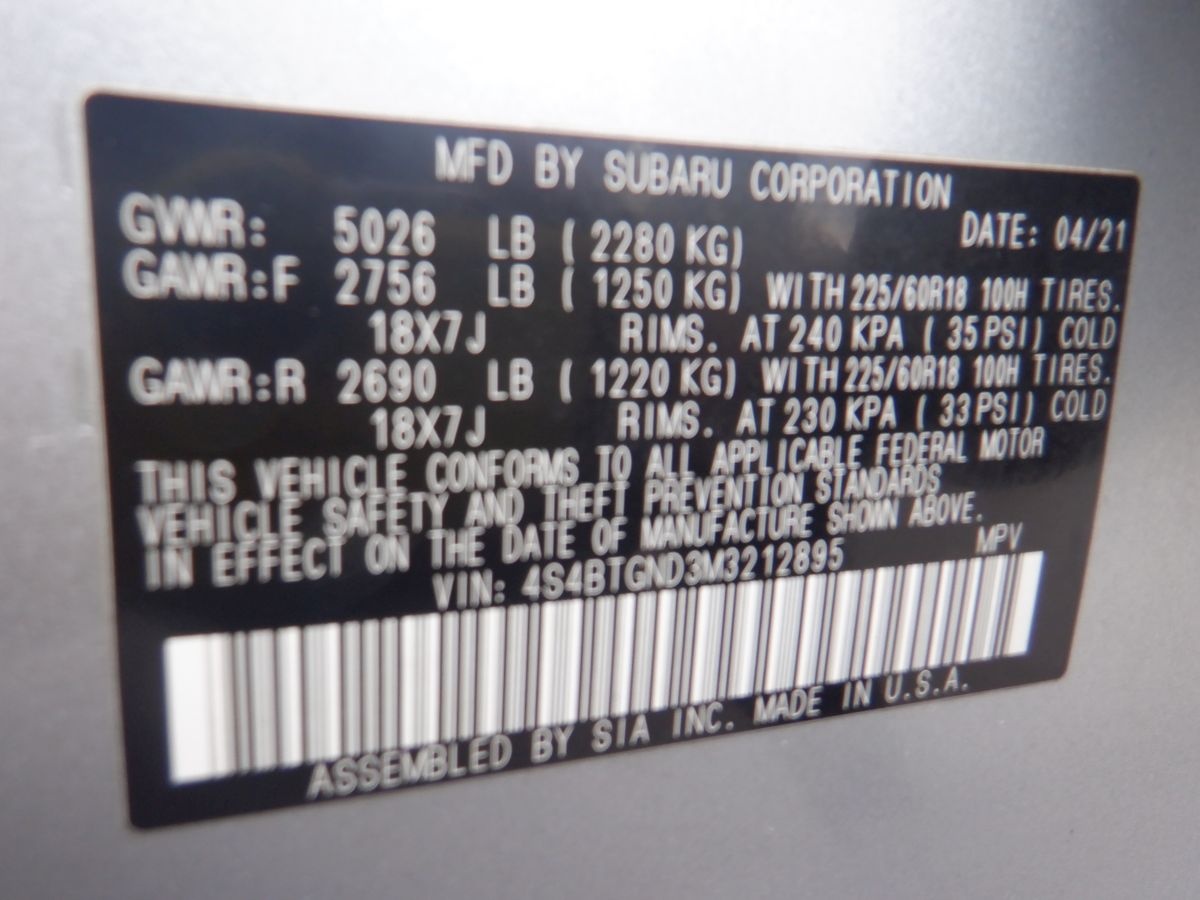 MFD BY SUBARU CORPORATION
GVWR: 5026 LB ( 2280 KG) DATE: 04/21
GAWR:F 2756 LB ( 1250 KG) WITH 225/60R18 100H TIRES.
18X7J RIMS. AT 240 KPA ( 35 PSI) COLD
GAWR:R 2690 LB ( 1220 KG) WITH 225/60R18 100H TIRES.
18X7J RIMS. AT 230 KPA ( 33 PSI) COLD
THIS VEHICLE CONFORMS TO ALL APPLICABLE FEDERAL MOTOR
VEHICLE SAFETY AND THEFT PREVENTION STANDARDS
IN EFFECT ON THE DATE OF MANUFACTURE SHOWN ABOVE.
VIN: 4S4BTGND3M3212895 MPV
ASSEMBLED BY SIA INC. MADE IN U.S.A.